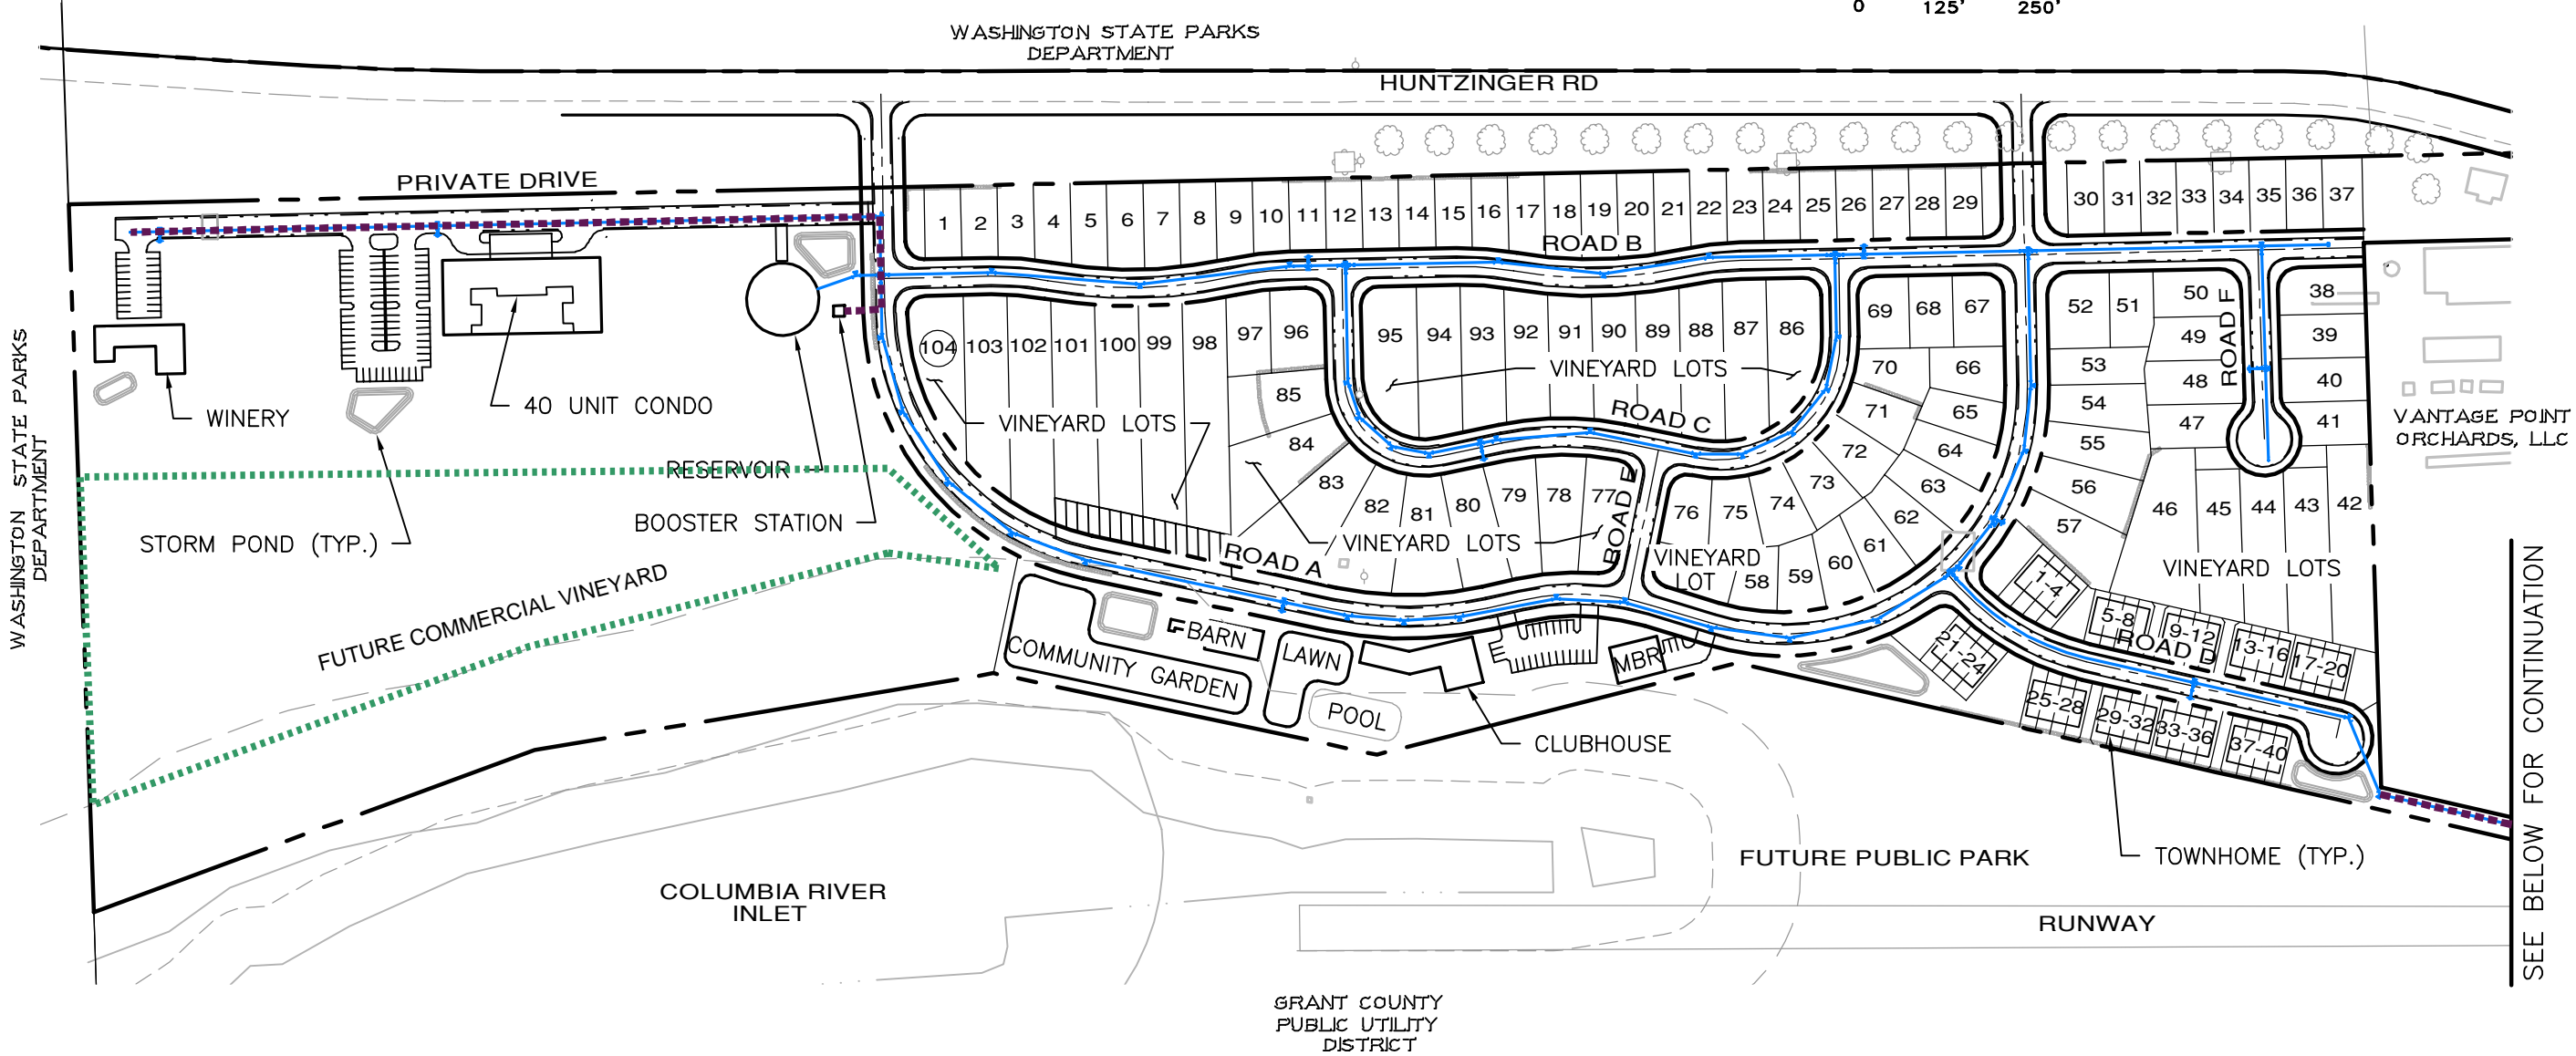 0 125' 250'
WASHINGTON STATE PARKS
DEPARTMENT
HUNTZINGER RD
PRIVATE DRIVE
1 2 3 4 5 6 7 8 9 10 11 12 13 14 15 16 17 18 19 20 21 22 23 24 25 26 27 28 29
30 31 32 33 34 35 36 37
ROAD B
104 103 102 101 100 99 98 97 96
95 94 93 92 91 90 89 88 87 86
69 68 67
52 51 50
ROAD F
38
49
39
70 66
53
48
40
85
71 65
54
47
41
84
72 64
55
83
73 63
56
82 81 80 79 78 77
76 75 74
62
57
46 45 44 43 42
61
60
59
58
VINEYARD LOTS
VINEYARD LOTS
VINEYARD LOTS
VINEYARD
LOT
VINEYARD LOTS
ROAD C
ROAD E
ROAD A
ROAD D
WINERY
40 UNIT CONDO
RESERVOIR
BOOSTER STATION
STORM POND (TYP.)
FUTURE COMMERCIAL VINEYARD
WASHINGTON STATE PARKS
DEPARTMENT
VANTAGE POINT
ORCHARDS, LLC
1-4
5-8
9-12
13-16
17-20
21-24
25-28
29-32
33-36
37-40
BARN
COMMUNITY GARDEN
LAWN
POOL
MBR
CLUBHOUSE
TOWNHOME (TYP.)
FUTURE PUBLIC PARK
COLUMBIA RIVER
INLET
RUNWAY
SEE BELOW FOR CONTINUATION
GRANT COUNTY
PUBLIC UTILITY
DISTRICT